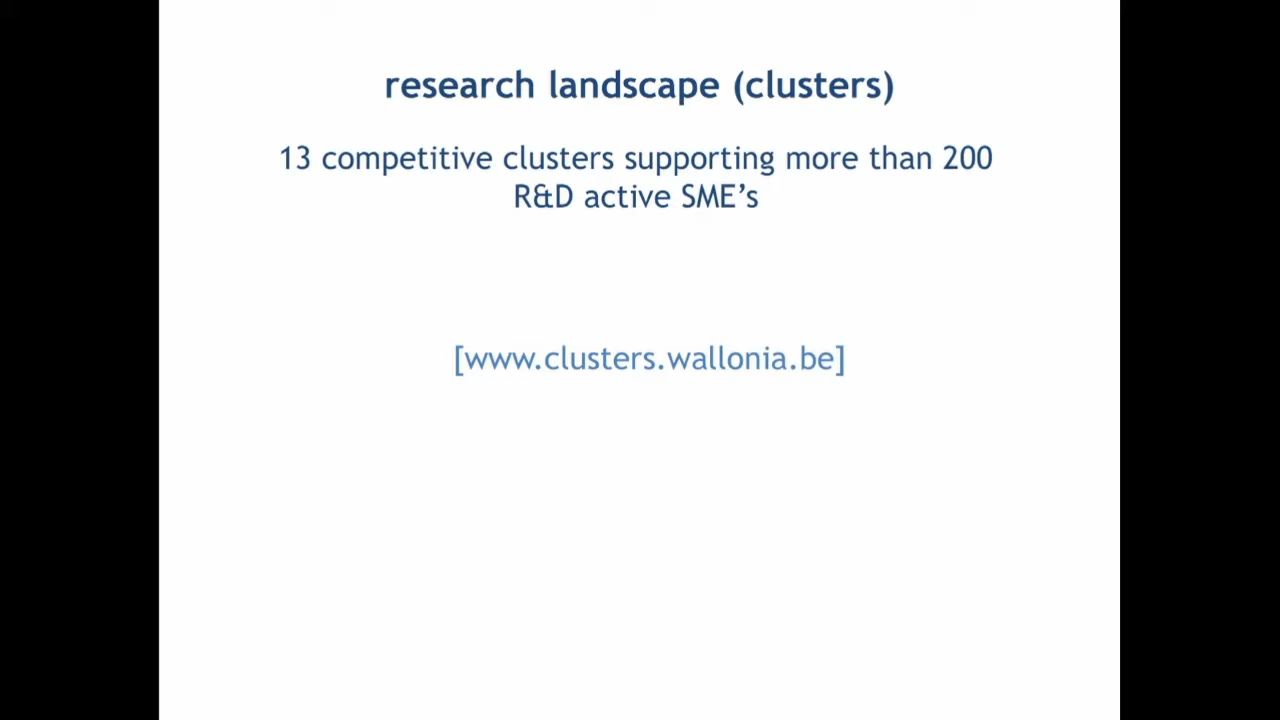 research landscape (clusters)
13 competitive clusters supporting more than 200
R&D active SME’s
[www.clusters.wallonia.be]